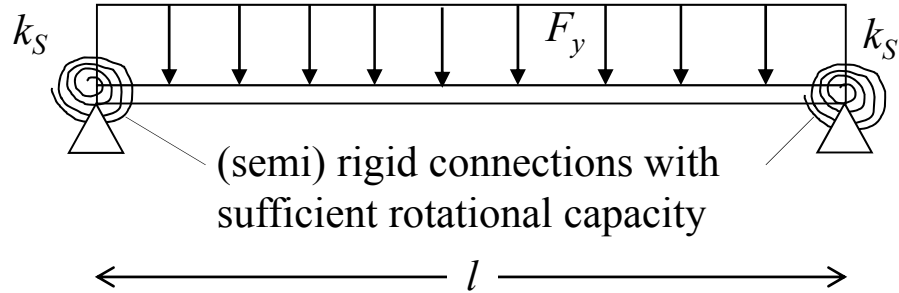 k_S
F_y
k_S
(semi) rigid connections with
sufficient rotational capacity
l